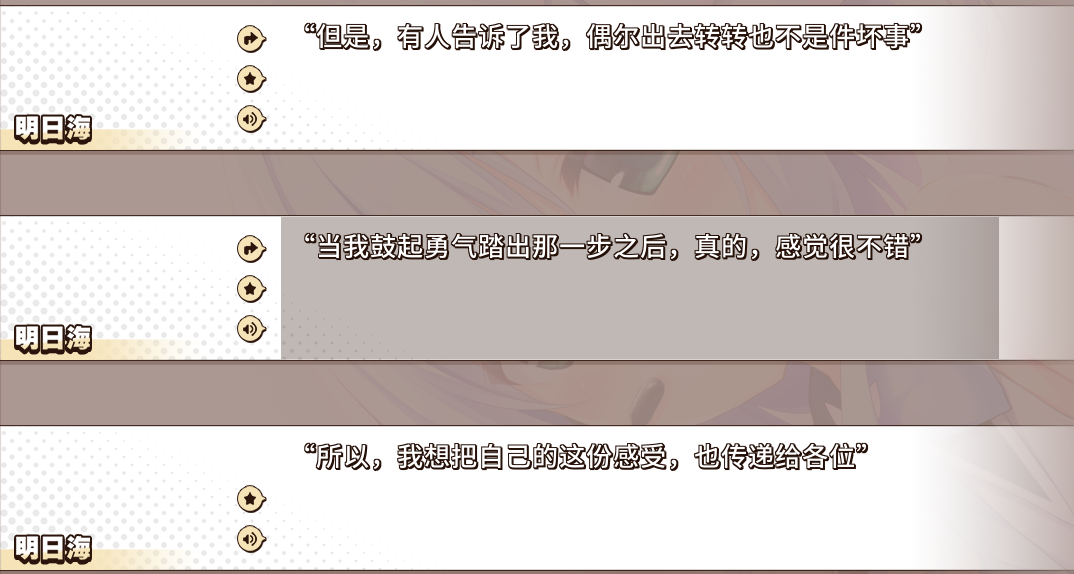 “但是，有人告诉了我，偶尔出去转转也不是件坏事”
明日海
“当我鼓起勇气踏出那一步之后，真的，感觉很不错”
明日海
“所以，我想把自己的这份感受，也传递给各位”
明日海